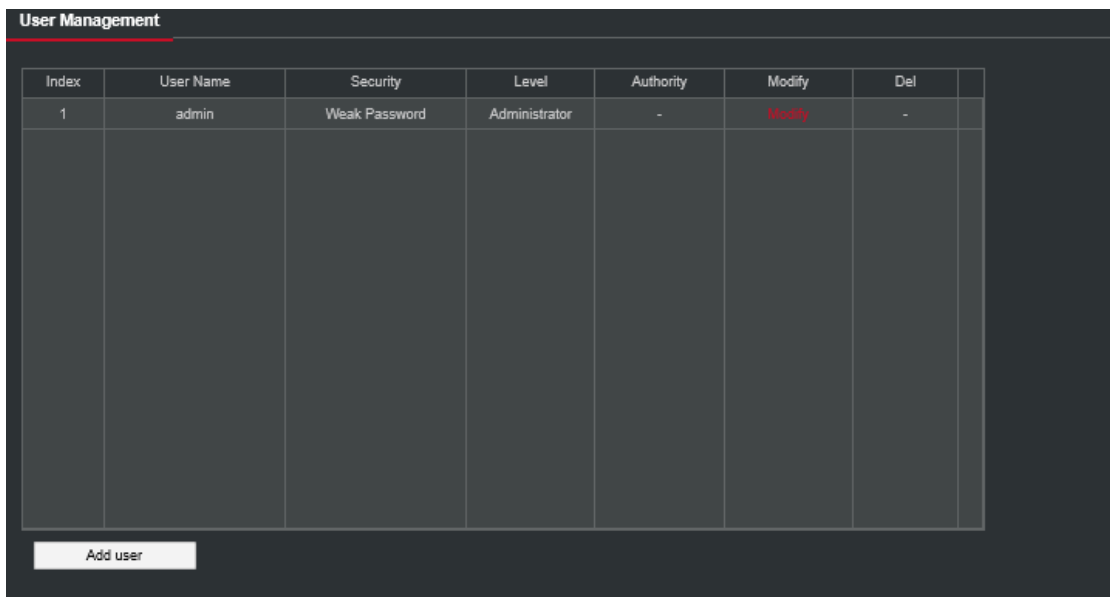 User Management
Index User Name Security Level Authority Modify Del
1 admin Weak Password Administrator - Modify -
Add user